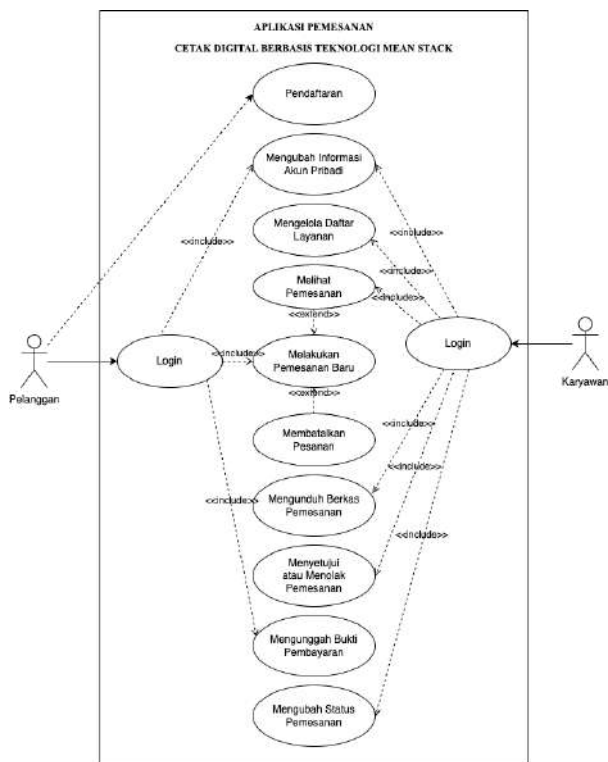 APLIKASI PEMESANAN
CETAK DIGITAL BERBASIS TEKNOLOGI MEAN STACK
Pendaftaran
Mengubah Informasi
Akun Pribadi
<<include>>
<<include>>
Mengelola Daftar
Layanan
<<include>>
Melihat
Pemesanan
<<include>>
<<extend>>
Login
<<include>>
Melakukan
Pemesanan Baru
Login
Pelanggan
Karyawan
<<extend>>
Membatalkan
Pesanan
<<include>>
<<include>>
<<include>>
Mengunduh Berkas
Pemesanan
<<include>>
Menyetujui
atau Menolak
Pemesanan
Mengunggah Bukti
Pembayaran
Mengubah Status
Pemesanan